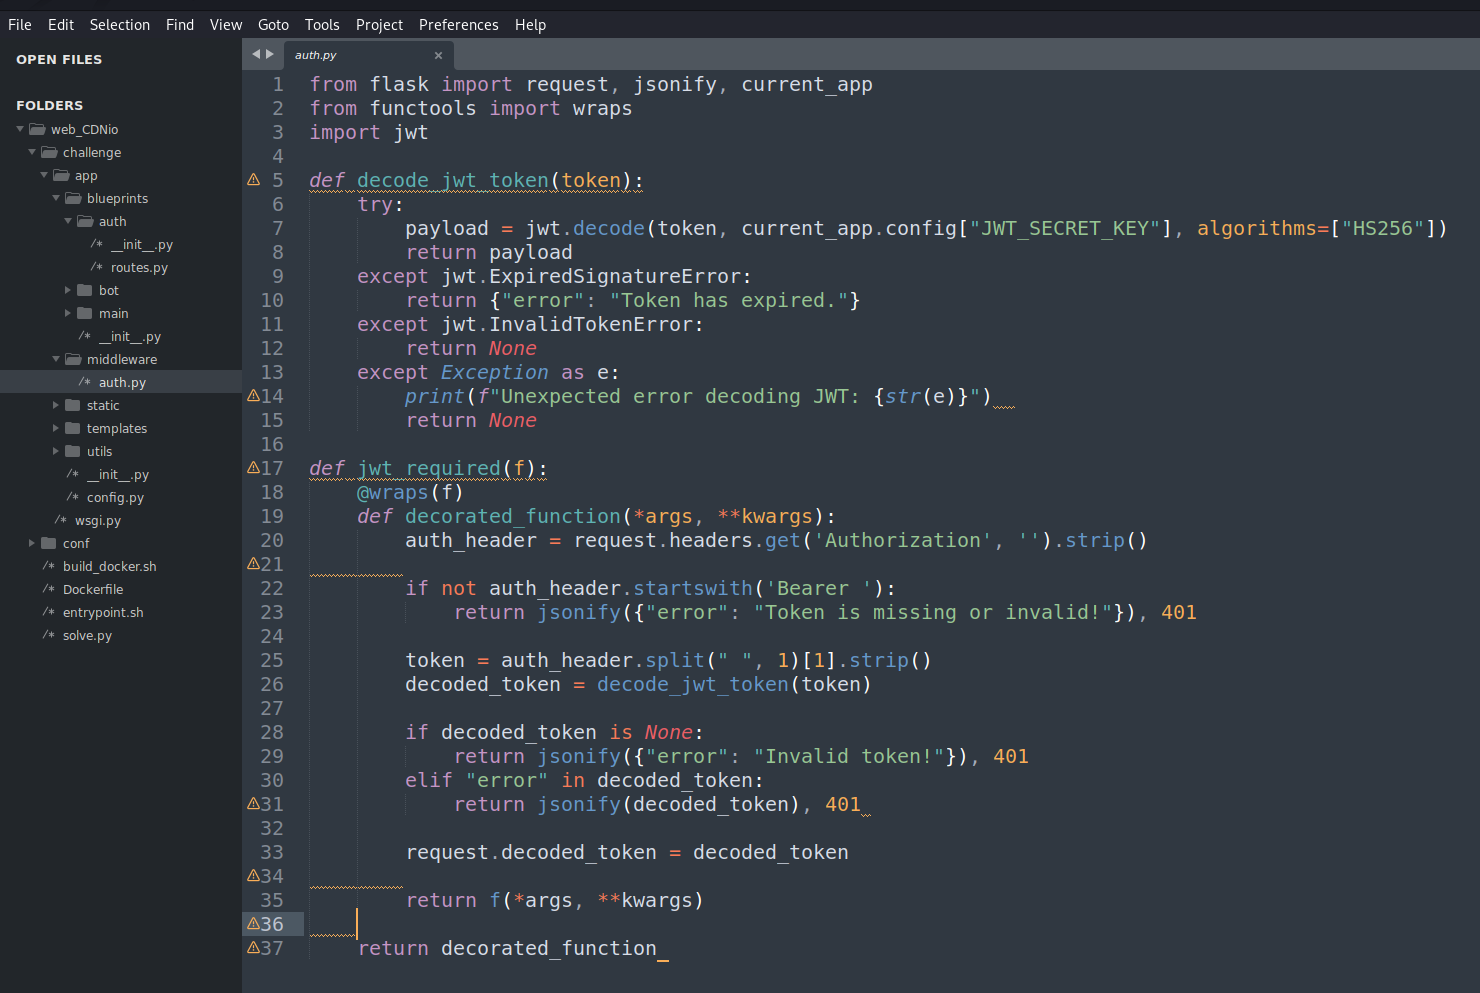 File Edit Selection Find View Goto Tools Project Preferences Help
OPEN FILES
FOLDERS
web_CDNio
challenge
app
blueprints
auth
/* __init__.py
/* routes.py
bot
main
/* __init__.py
middleware
/* auth.py
static
templates
utils
/* __init__.py
/* config.py
/* wsgi.py
conf
/* build_docker.sh
/* Dockerfile
/* entrypoint.sh
/* solve.py
auth.py ×
1 from flask import request, jsonify, current_app
2 from functools import wraps
3 import jwt
4
5 def decode_jwt_token(token):
6     try:
7         payload = jwt.decode(token, current_app.config["JWT_SECRET_KEY"], algorithms=["HS256"])
8         return payload
9     except jwt.ExpiredSignatureError:
10         return {"error": "Token has expired."}
11     except jwt.InvalidTokenError:
12         return None
13     except Exception as e:
14         print(f"Unexpected error decoding JWT: {str(e)}")
15         return None
16
17 def jwt_required(f):
18     @wraps(f)
19     def decorated_function(*args, **kwargs):
20         auth_header = request.headers.get('Authorization', '').strip()
21
22         if not auth_header.startswith('Bearer '):
23             return jsonify({"error": "Token is missing or invalid!"}), 401
24
25         token = auth_header.split(" ", 1)[1].strip()
26         decoded_token = decode_jwt_token(token)
27
28         if decoded_token is None:
29             return jsonify({"error": "Invalid token!"}), 401
30         elif "error" in decoded_token:
31             return jsonify(decoded_token), 401
32
33         request.decoded_token = decoded_token
34
35         return f(*args, **kwargs)
36
37     return decorated_function